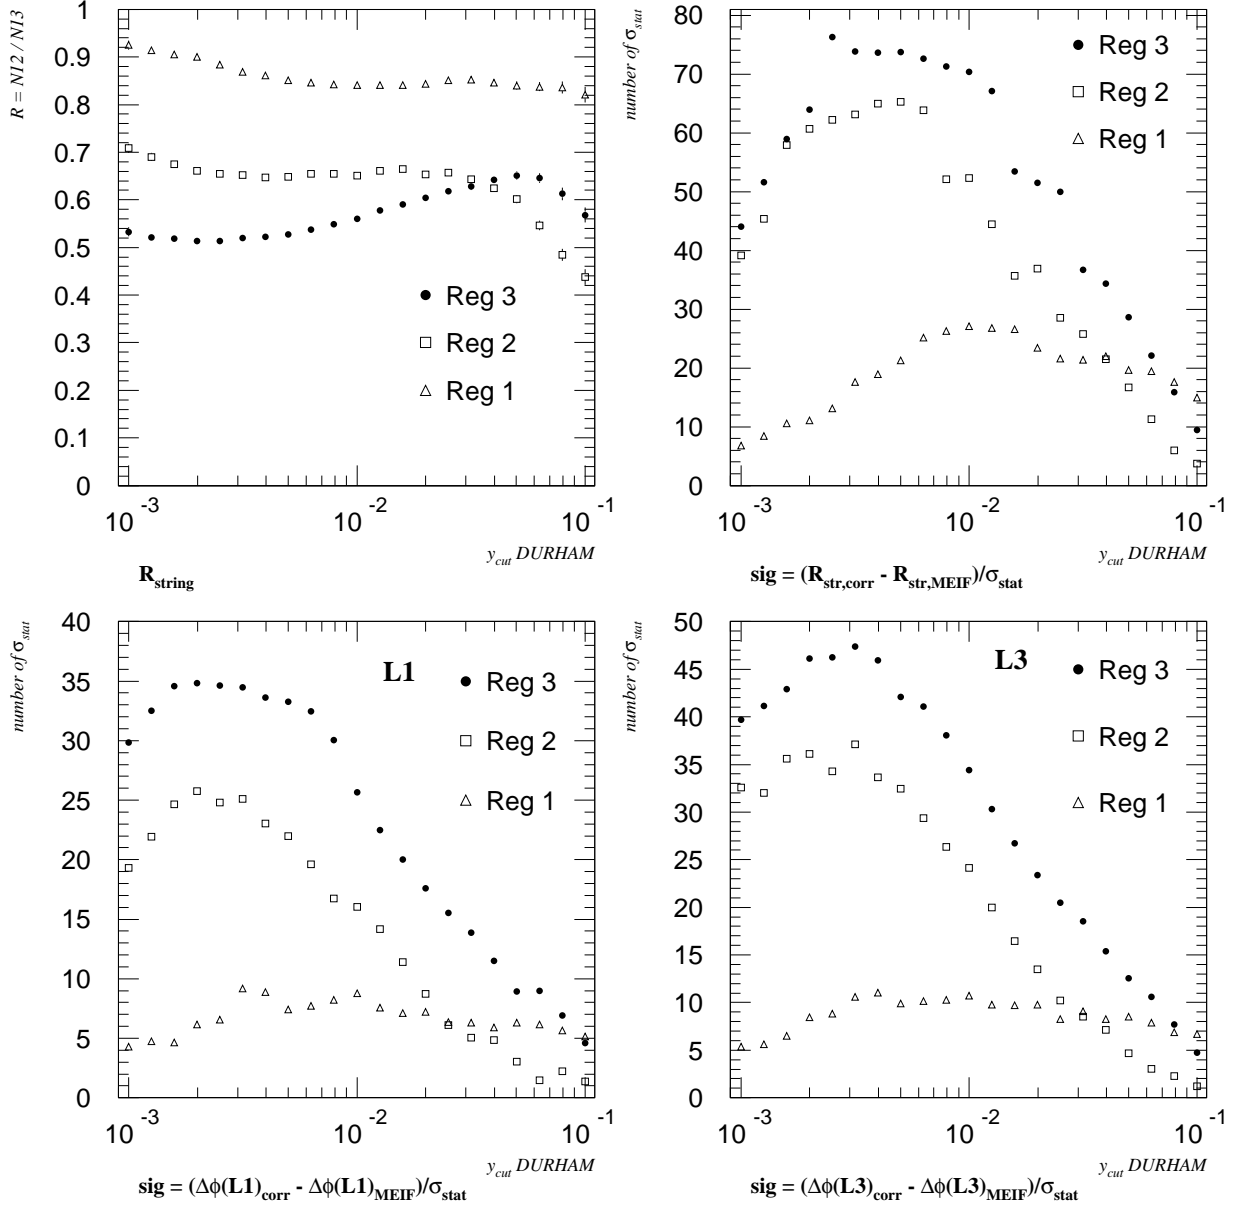 R = N12 / N13
1
0.9
0.8
0.7
0.6
0.5
0.4
0.3
0.2
0.1
0
Reg 3
Reg 2
Reg 1
10⁻³ 10⁻² 10⁻¹
y_cut DURHAM
R_string
number of σ_stat
80
70
60
50
40
30
20
10
0
Reg 3
Reg 2
Reg 1
10⁻³ 10⁻² 10⁻¹
y_cut DURHAM
sig = (R_str,corr - R_str,MEIF)/σ_stat
number of σ_stat
40
35
30
25
20
15
10
5
0
L1
Reg 3
Reg 2
Reg 1
10⁻³ 10⁻² 10⁻¹
y_cut DURHAM
sig = (Δϕ(L1)_corr - Δϕ(L1)_MEIF)/σ_stat
number of σ_stat
50
45
40
35
30
25
20
15
10
5
0
L3
Reg 3
Reg 2
Reg 1
10⁻³ 10⁻² 10⁻¹
y_cut DURHAM
sig = (Δϕ(L3)_corr - Δϕ(L3)_MEIF)/σ_stat